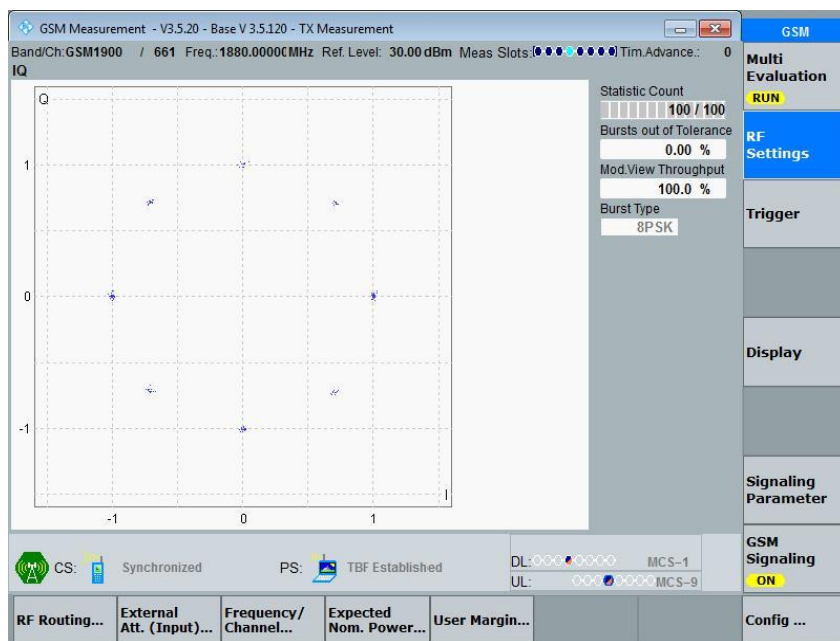 GSM Measurement - V3.5.20 - Base V 3.5.120 - TX Measurement
GSM
Band/Ch:GSM1900 / 661 Freq.:1880.0000(MHz Ref. Level: 30.00 dBm Meas Slots: Tim.Advance.: 0
IQ
Multi
Evaluation
RUN
Statistic Count
100 / 100
Bursts out of Tolerance
0.00 %
Mod.View Throughput
100.0 %
Burst Type
8PSK
RF
Settings
Trigger
Display
Signaling
Parameter
GSM
Signaling
ON
Config ...
Q
1
0
-1
I
-1 0 1
CS: Synchronized PS: TBF Established
DL: MCS-1
UL: MCS-9
RF Routing...
External
Att. (Input)...
Frequency/
Channel...
Expected
Nom. Power...
User Margin...